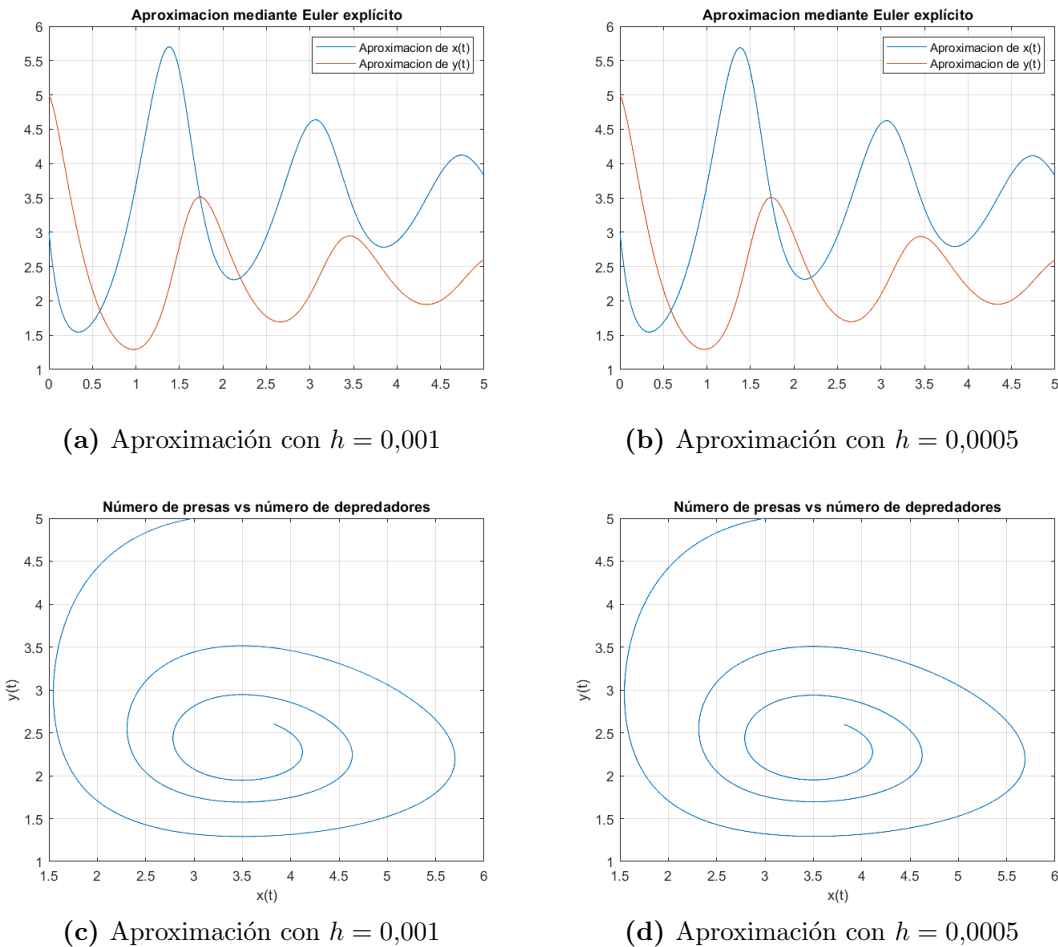 Aproximacion mediante Euler explícito
Aproximacion de x(t)
Aproximacion de y(t)
6
5.5
5
4.5
4
3.5
3
2.5
2
1.5
1
0 0.5 1 1.5 2 2.5 3 3.5 4 4.5 5
(a) Aproximación con h = 0,001
Aproximacion mediante Euler explícito
Aproximacion de x(t)
Aproximacion de y(t)
6
5.5
5
4.5
4
3.5
3
2.5
2
1.5
1
0 0.5 1 1.5 2 2.5 3 3.5 4 4.5 5
(b) Aproximación con h = 0,0005
Número de presas vs número de depredadores
5
4.5
4
3.5
3
2.5
2
1.5
1
y(t)
1.5 2 2.5 3 3.5 4 4.5 5 5.5 6
x(t)
(c) Aproximación con h = 0,001
Número de presas vs número de depredadores
5
4.5
4
3.5
3
2.5
2
1.5
1
y(t)
1.5 2 2.5 3 3.5 4 4.5 5 5.5 6
x(t)
(d) Aproximación con h = 0,0005